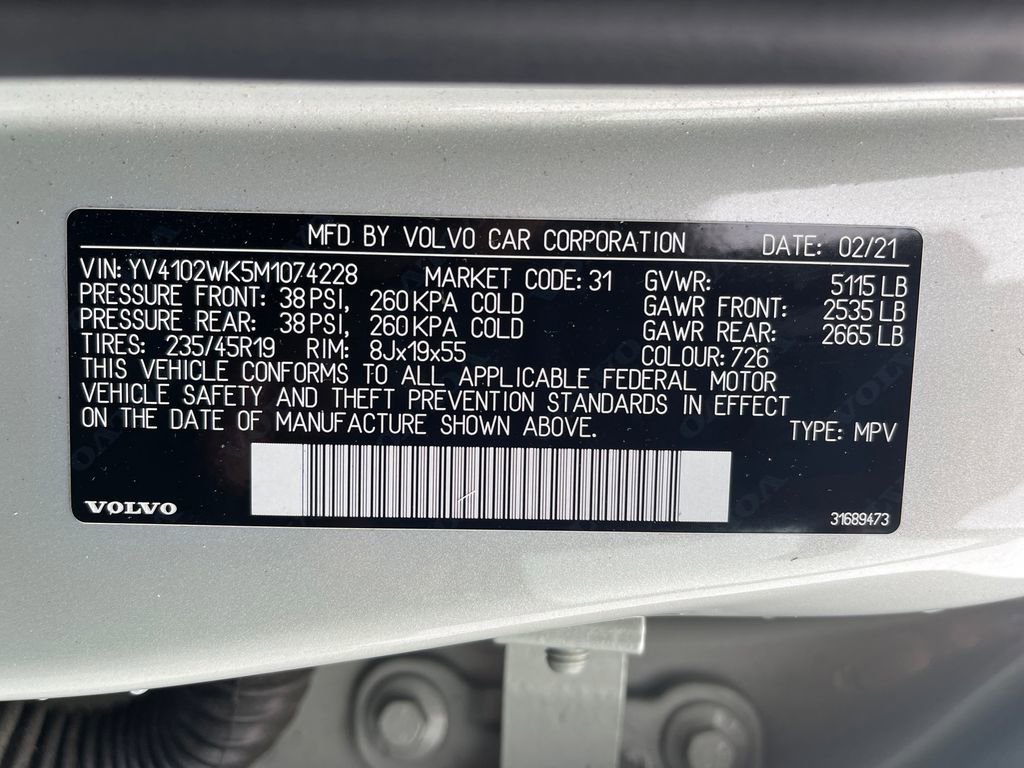 MFD. BY VOLVO CAR CORPORATION DATE: 02/21
VIN: YV4102WK5M1074228 MARKET CODE: 31 GVWR: 5115 LB
PRESSURE FRONT: 38 PSI, 260 KPA COLD GAWR FRONT: 2535 LB
PRESSURE REAR: 38 PSI, 260 KPA COLD GAWR REAR: 2665 LB
TIRES: 235/45R19 RIM: 8Jx19x55 COLOUR: 726
THIS VEHICLE CONFORMS TO ALL APPLICABLE FEDERAL MOTOR
VEHICLE SAFETY AND THEFT PREVENTION STANDARDS IN EFFECT
ON THE DATE OF MANUFACTURE SHOWN ABOVE. TYPE: MPV
VOLVO 31689473